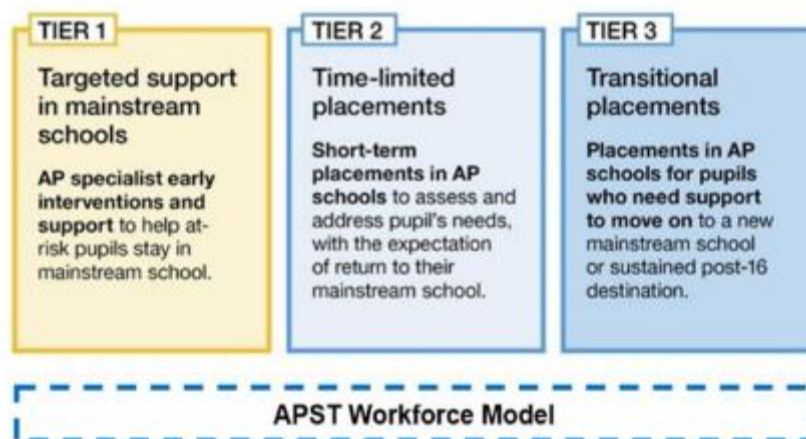 TIER 1
Targeted support
in mainstream
schools
AP specialist early
interventions and
support to help at-
risk pupils stay in
mainstream school.
TIER 2
Time-limited
placements
Short-term
placements in AP
schools to assess and
address pupil's needs,
with the expectation
of return to their
mainstream school.
TIER 3
Transitional
placements
Placements in AP
schools for pupils
who need support
to move on to a new
mainstream school
or sustained post-16
destination.
APST Workforce Model